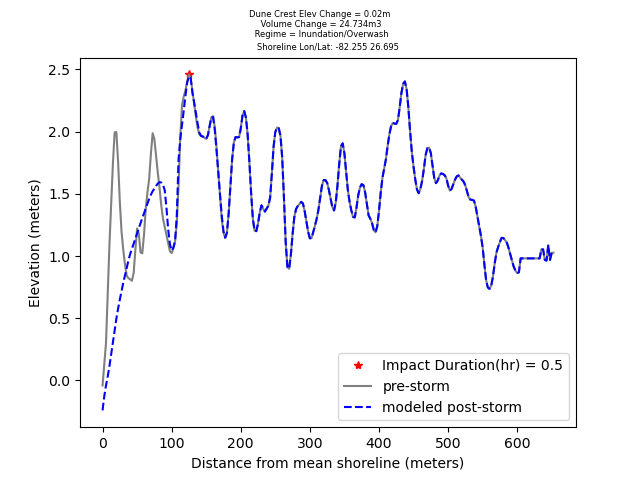 Dune Crest Elev Change = 0.02m
Volume Change = 24.734m3
Regime = Inundation/Overwash
Shoreline Lon/Lat: -82.255 26.695
2.5
2.0
1.5
1.0
0.5
0.0
Elevation (meters)
Impact Duration(hr) = 0.5
pre-storm
modeled post-storm
0 100 200 300 400 500 600
Distance from mean shoreline (meters)